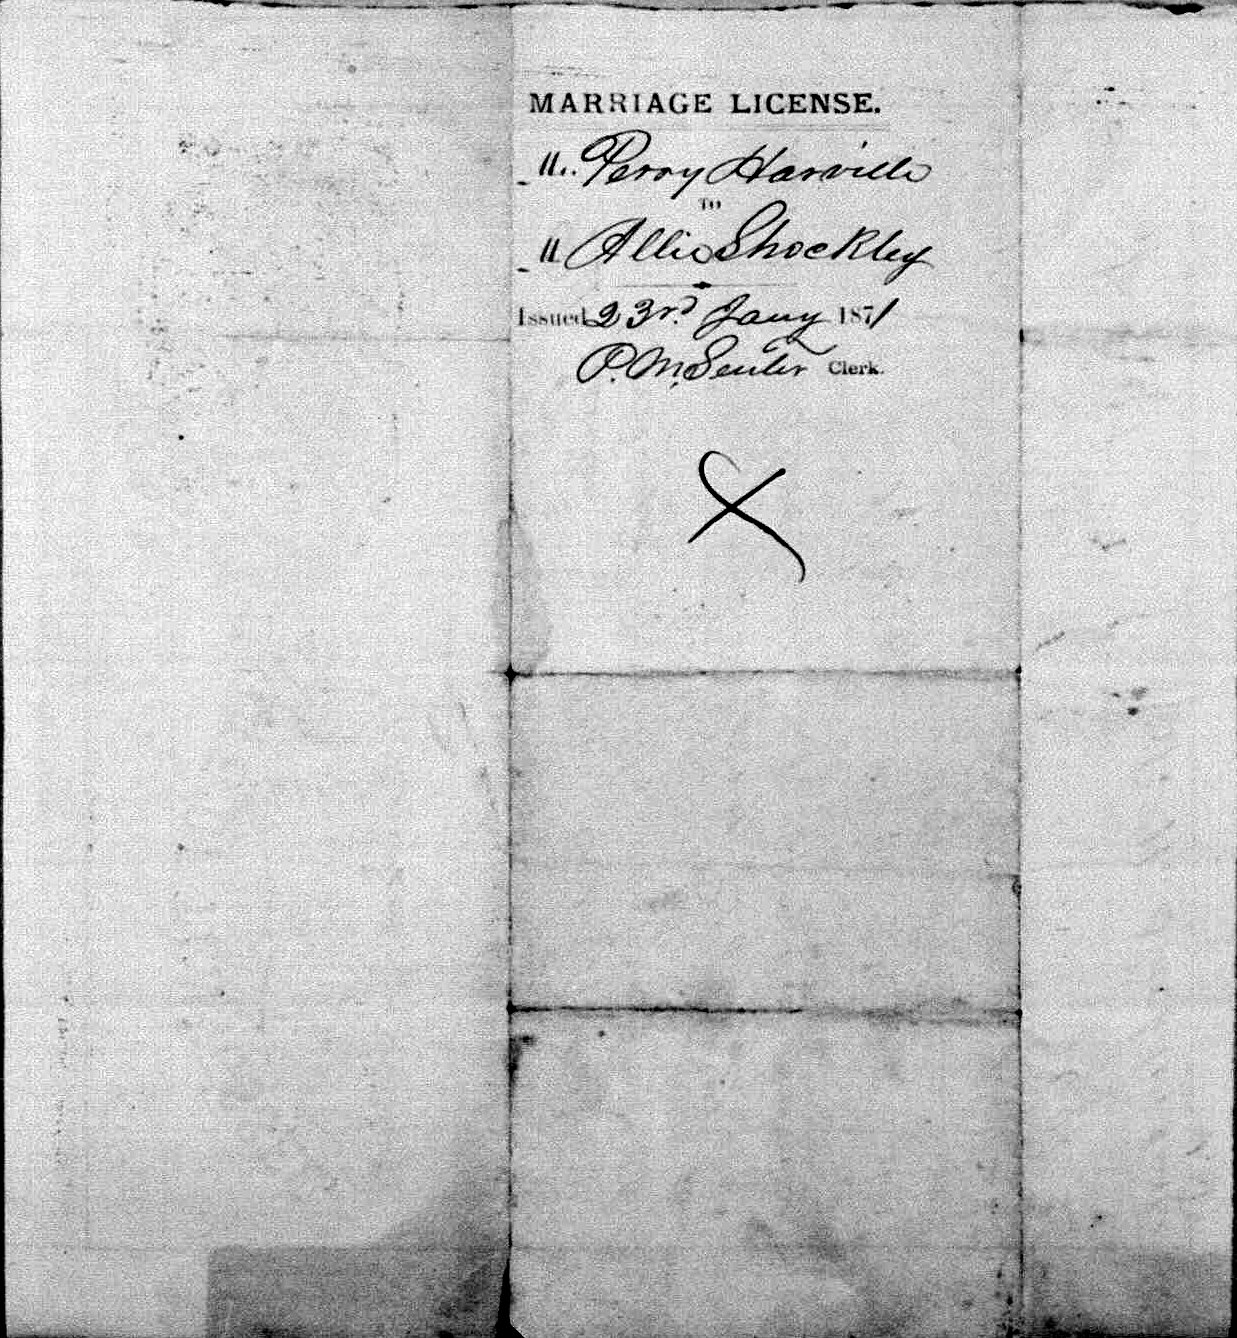 MARRIAGE LICENSE.
M. Perry Harville
TO
M Allie Shockley
Issued 23rd Jany 1871
P. M. Senter Clerk.